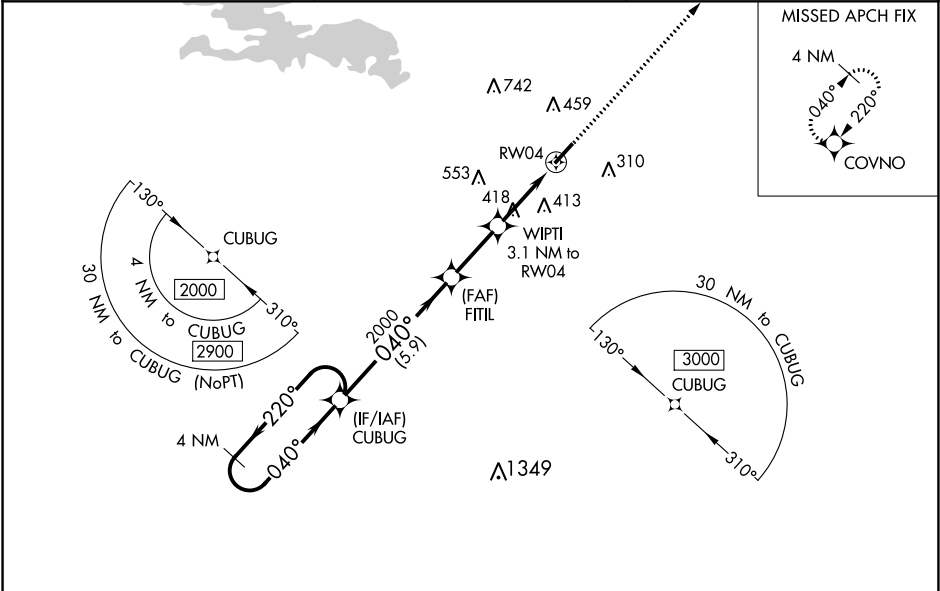 MISSED APCH FIX
4 NM
040°
220°
COVNO
742
459
RW04
310
553
418
413
WIPTI
3.1 NM to
RW04
130°
CUBUG
2000
4 NM to CUBUG
310°
2900
30 NM to CUBUG (NoPT)
(FAF)
FITIL
2000
040°
(5.9)
30 NM to CUBUG
130°
3000
CUBUG
310°
220°
(IF/IAF)
CUBUG
4 NM
040°
1349